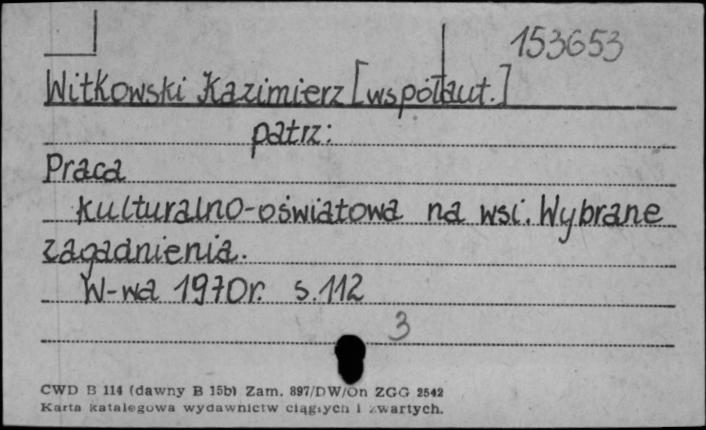 153653
Witkowski Kazimierz [współaut.]
patrz:
Praca
kulturalno-oświatowa na wsi. Wybrane
zagadnienia.
W-wa 1970r. s. 112
3
CWD B 114 (dawny B 15b) Zam. 897/DW/On ZGG 2542
Karta katalogowa wydawnictw ciągłych i zwartych.